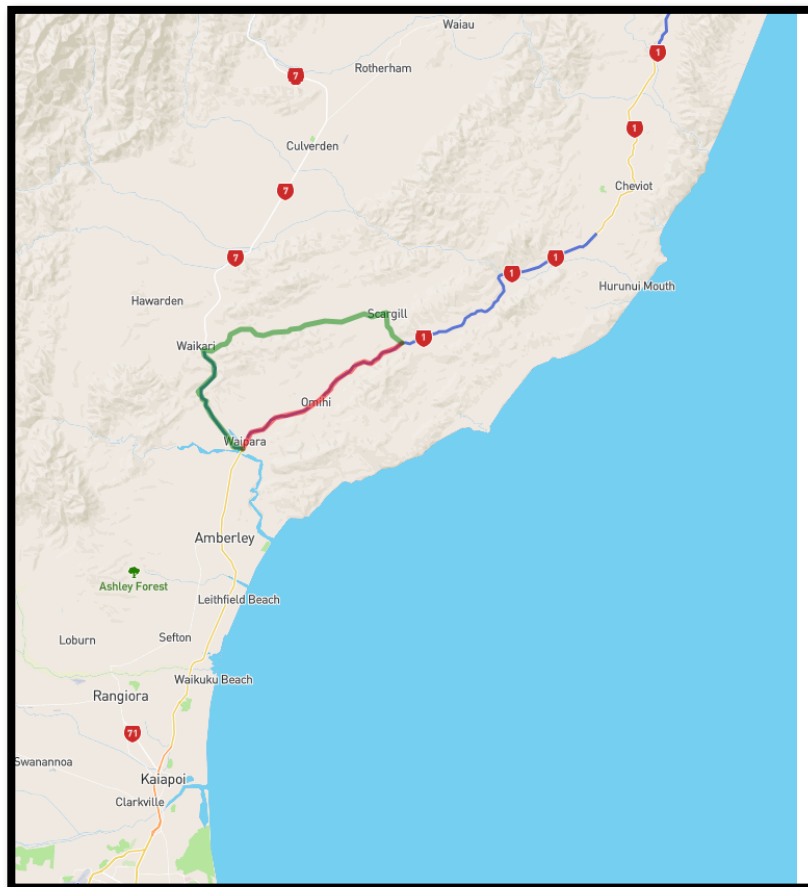 Waiau
1
Rotherham
7
1
Culverden
7
Cheviot
7
1
1
Hurunui Mouth
Hawarden
Scargill
1
Waikari
Omihi
Waipara
Amberley
Ashley Forest
Leithfield Beach
Loburn
Sefton
Waikuku Beach
Rangiora
71
Swanannoa
Kaiapoi
Clarkville